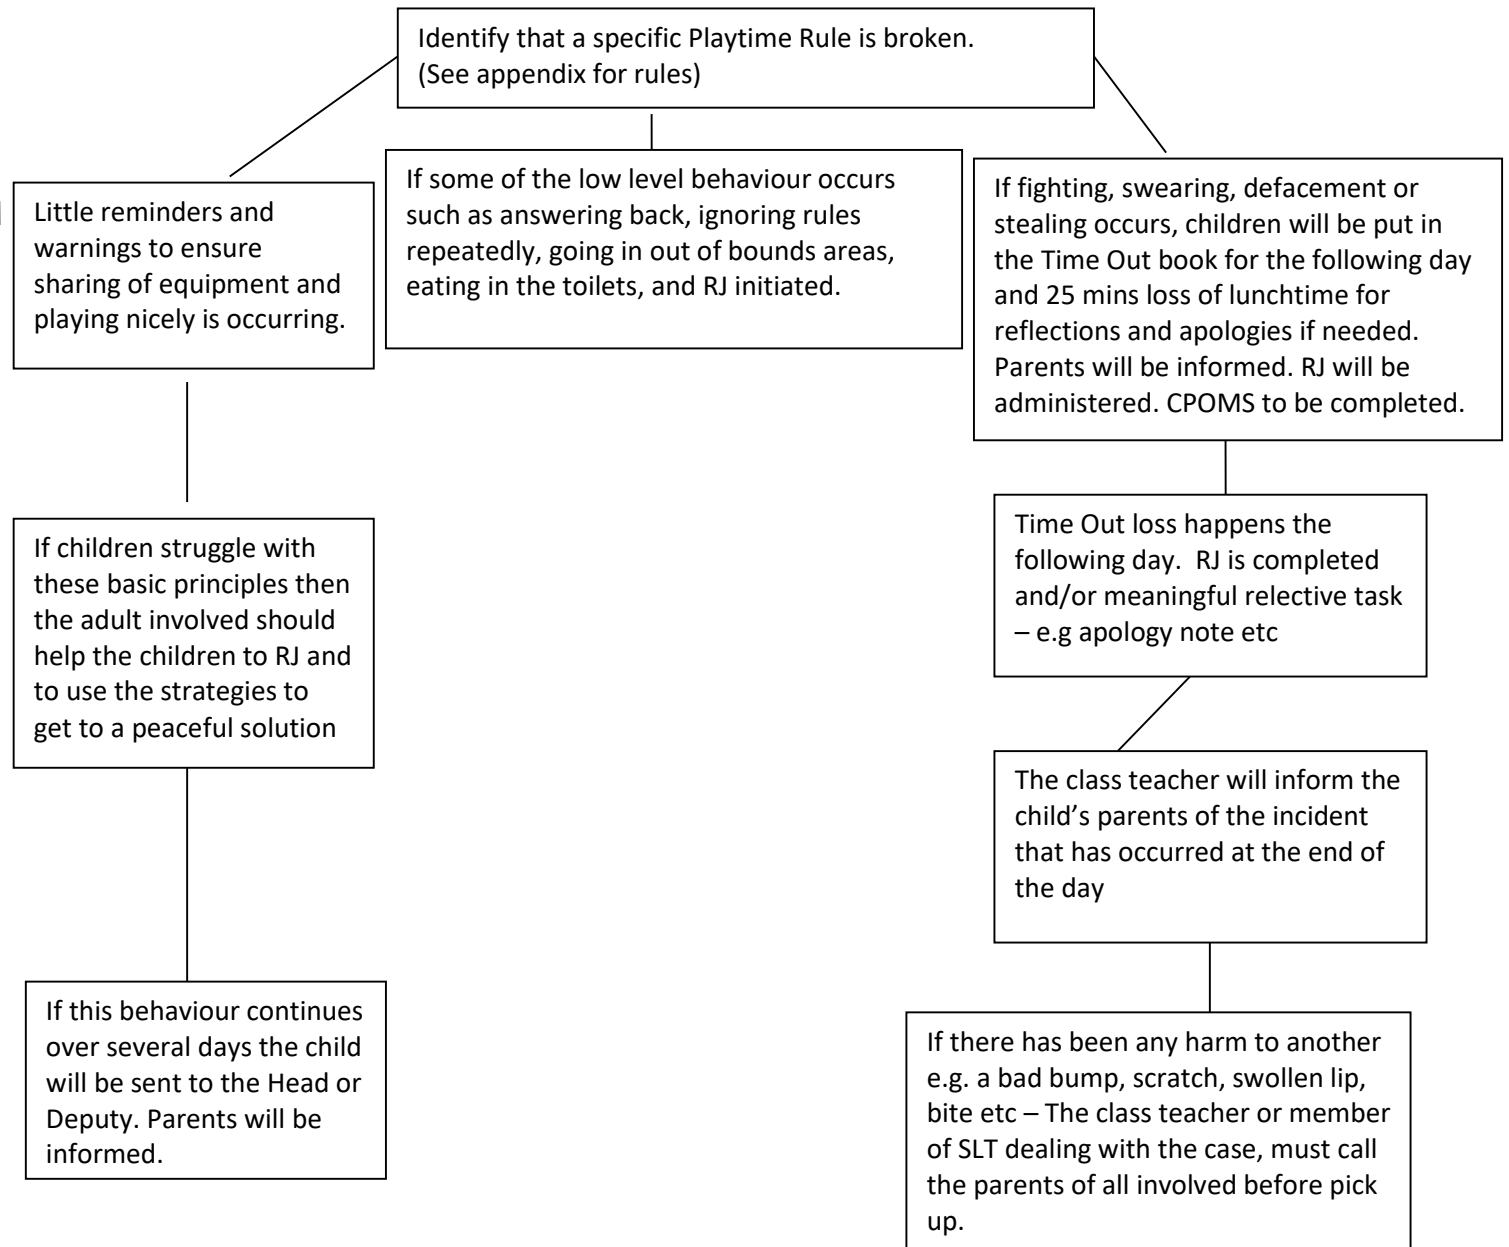 Identify that a specific Playtime Rule is broken.
(See appendix for rules)
Little reminders and
warnings to ensure
sharing of equipment and
playing nicely is occurring.
If some of the low level behaviour occurs
such as answering back, ignoring rules
repeatedly, going in out of bounds areas,
eating in the toilets, and RJ initiated.
If fighting, swearing, defacement or
stealing occurs, children will be put in
the Time Out book for the following day
and 25 mins loss of lunchtime for
reflections and apologies if needed.
Parents will be informed. RJ will be
administered. CPOMS to be completed.
If children struggle with
these basic principles then
the adult involved should
help the children to RJ and
to use the strategies to
get to a peaceful solution
Time Out loss happens the
following day.  RJ is completed
and/or meaningful relective task
– e.g apology note etc
The class teacher will inform the
child’s parents of the incident
that has occurred at the end of
the day
If this behaviour continues
over several days the child
will be sent to the Head or
Deputy. Parents will be
informed.
If there has been any harm to another
e.g. a bad bump, scratch, swollen lip,
bite etc – The class teacher or member
of SLT dealing with the case, must call
the parents of all involved before pick
up.